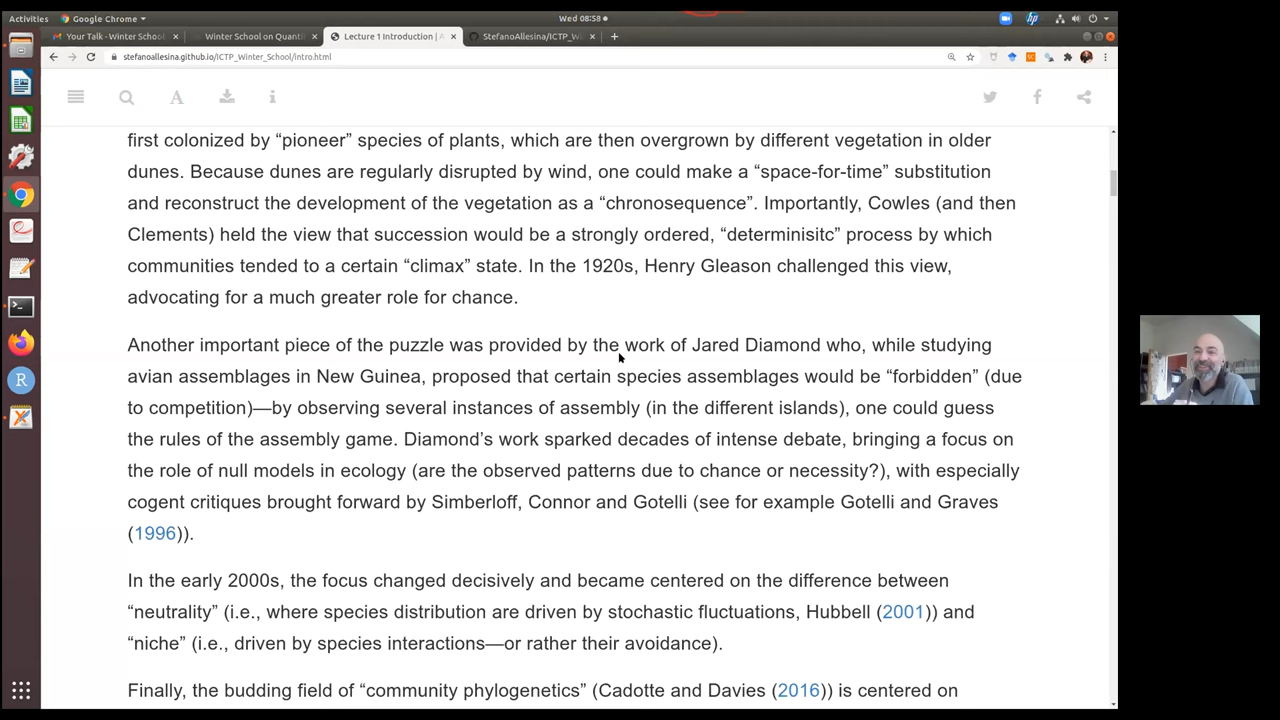 Activities
Google Chrome
Wed 08:58
Your Talk - Winter School
Winter School on Quanti
Lecture 1 Introduction | A
StefanoAllesina/ICTP_Wi
stefanoallesina.github.io/ICTP_Winter_School/intro.html
first colonized by “pioneer” species of plants, which are then overgrown by different vegetation in older
dunes. Because dunes are regularly disrupted by wind, one could make a “space-for-time” substitution
and reconstruct the development of the vegetation as a “chronosequence”. Importantly, Cowles (and then
Clements) held the view that succession would be a strongly ordered, “determinisitc” process by which
communities tended to a certain “climax” state. In the 1920s, Henry Gleason challenged this view,
advocating for a much greater role for chance.
Another important piece of the puzzle was provided by the work of Jared Diamond who, while studying
avian assemblages in New Guinea, proposed that certain species assemblages would be “forbidden” (due
to competition)—by observing several instances of assembly (in the different islands), one could guess
the rules of the assembly game. Diamond’s work sparked decades of intense debate, bringing a focus on
the role of null models in ecology (are the observed patterns due to chance or necessity?), with especially
cogent critiques brought forward by Simberloff, Connor and Gotelli (see for example Gotelli and Graves
(1996)).
In the early 2000s, the focus changed decisively and became centered on the difference between
“neutrality” (i.e., where species distribution are driven by stochastic fluctuations, Hubbell (2001)) and
“niche” (i.e., driven by species interactions—or rather their avoidance).
Finally, the budding field of “community phylogenetics” (Cadotte and Davies (2016)) is centered on